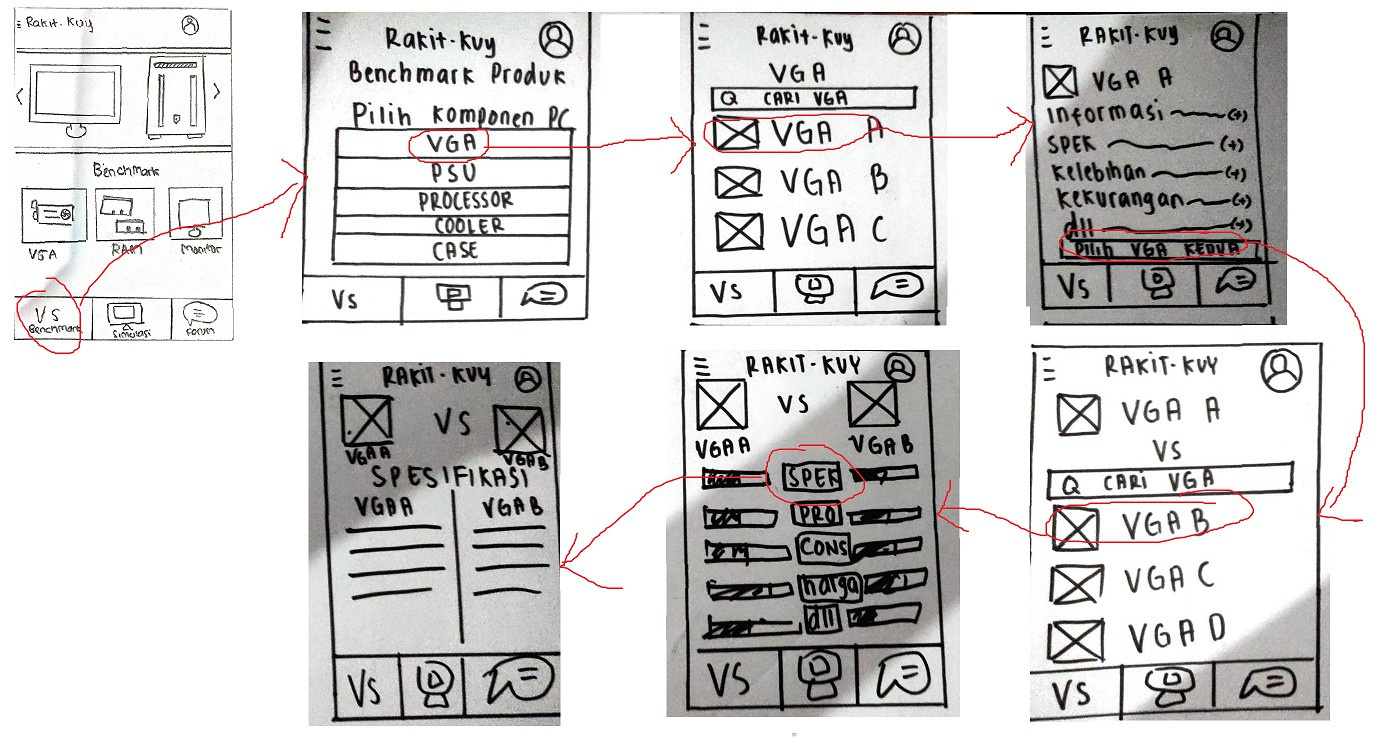 Rakit-Kuy
Benchmark
VGA RAM Monitor
VS
Benchmark Simulasi Forum
Rakit-Kuy
Benchmark Produk
Pilih Komponen PC
VGA
PSU
PROCESSOR
COOLER
CASE
VS
Rakit-Kuy
VGA
CARI VGA
VGA A
VGA B
VGA C
VS
RAKIT-KUY
VGA A
Informasi (+)
SPEK (+)
Kelebihan (+)
Kekurangan (+)
dll (+)
Pilih VGA KEDUA
VS
RAKIT-KUY
VGA A
VS
CARI VGA
VGA B
VGA C
VGA D
VS
RAKIT-KUY
VS
VGA A VGA B
SPEK
PRO
CONS
harga
dll
VS
RAKIT-KUY
VS
VGA A VGA B
SPESIFIKASI
VGA A VGA B
VS